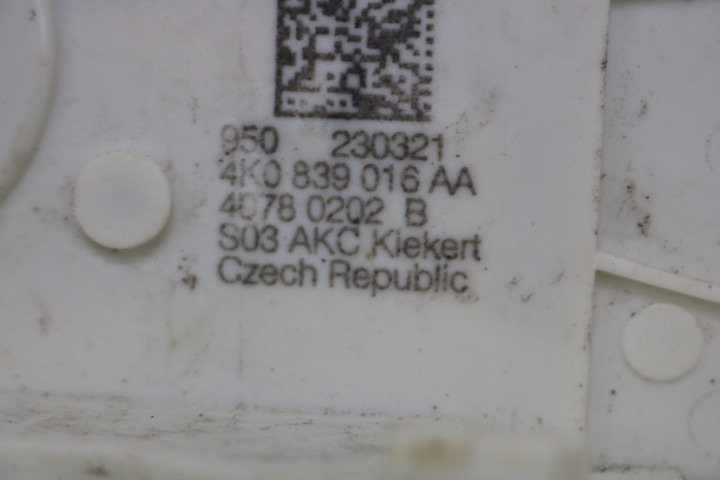 950 230321
4K0 839 016 AA
4078 0202 B
S03 AKC Kiekert
Czech Republic